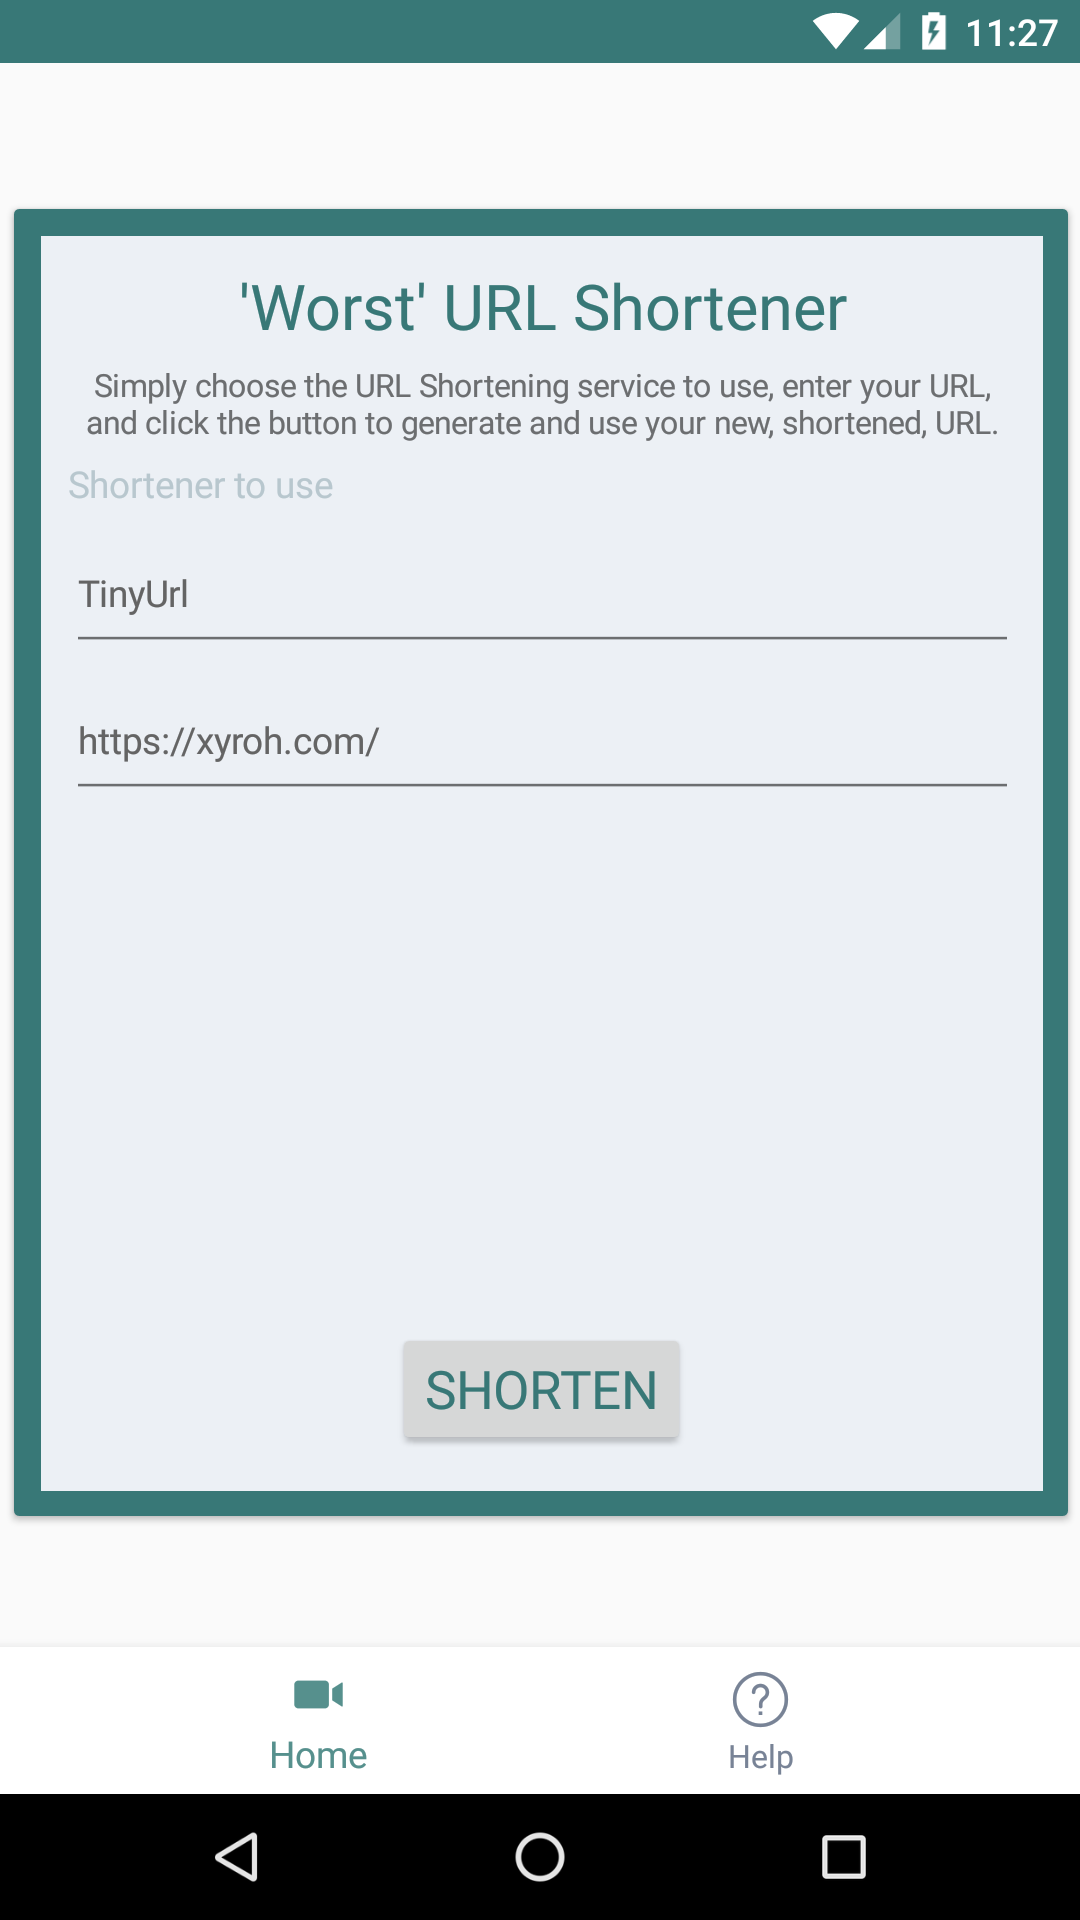 11:27
'Worst' URL Shortener
Simply choose the URL Shortening service to use, enter your URL,
and click the button to generate and use your new, shortened, URL.
Shortener to use
TinyUrl
https://xyroh.com/
SHORTEN
Home
Help